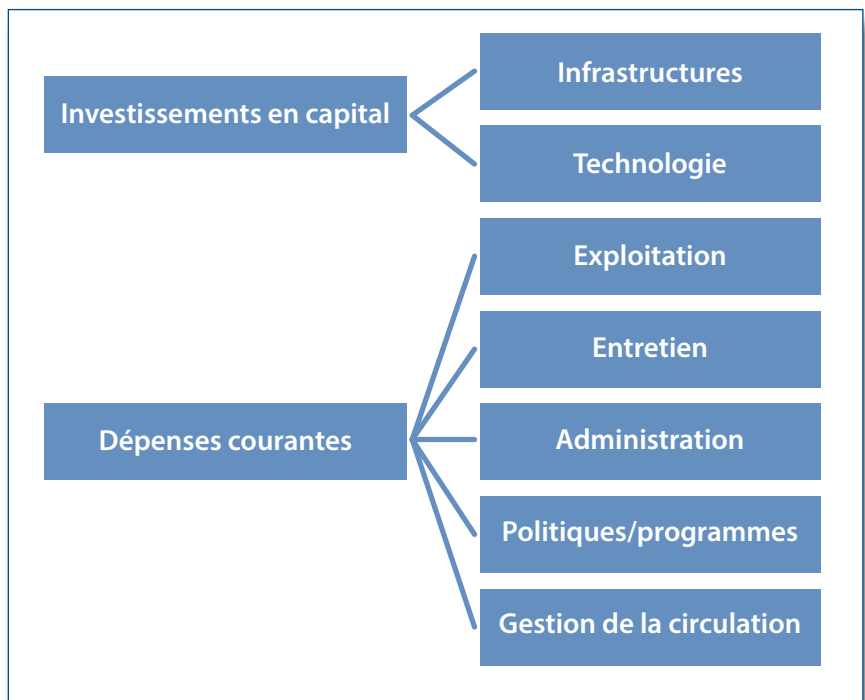 Investissements en capital
Infrastructures
Technologie
Dépenses courantes
Exploitation
Entretien
Administration
Politiques/programmes
Gestion de la circulation